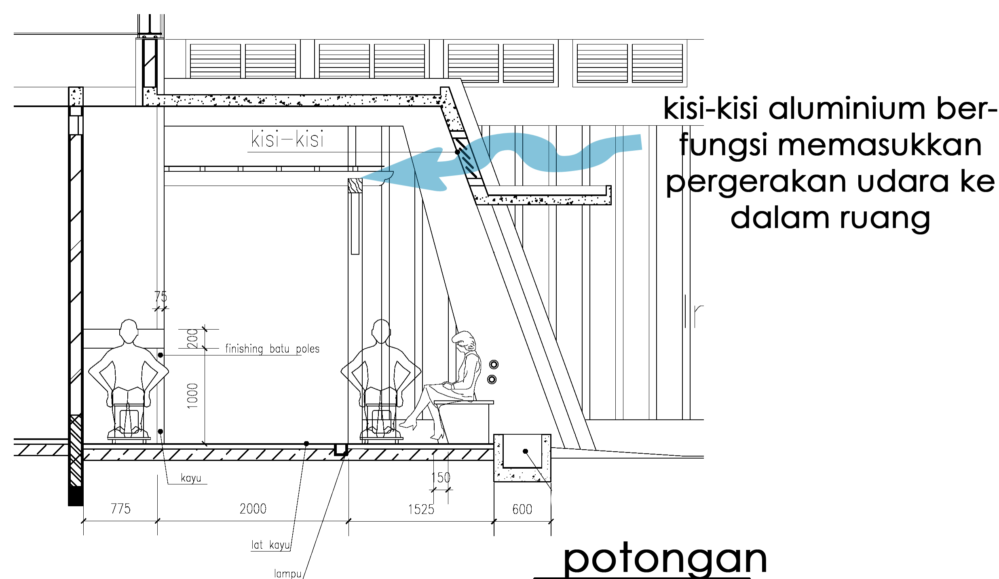 kisi-kisi aluminium ber-
fungsi memasukkan
pergerakan udara ke
dalam ruang
kisi-kisi
75
200
finishing batu poles
1000
kayu
150
775
2000
1525
600
lat kayu
lampu
potongan